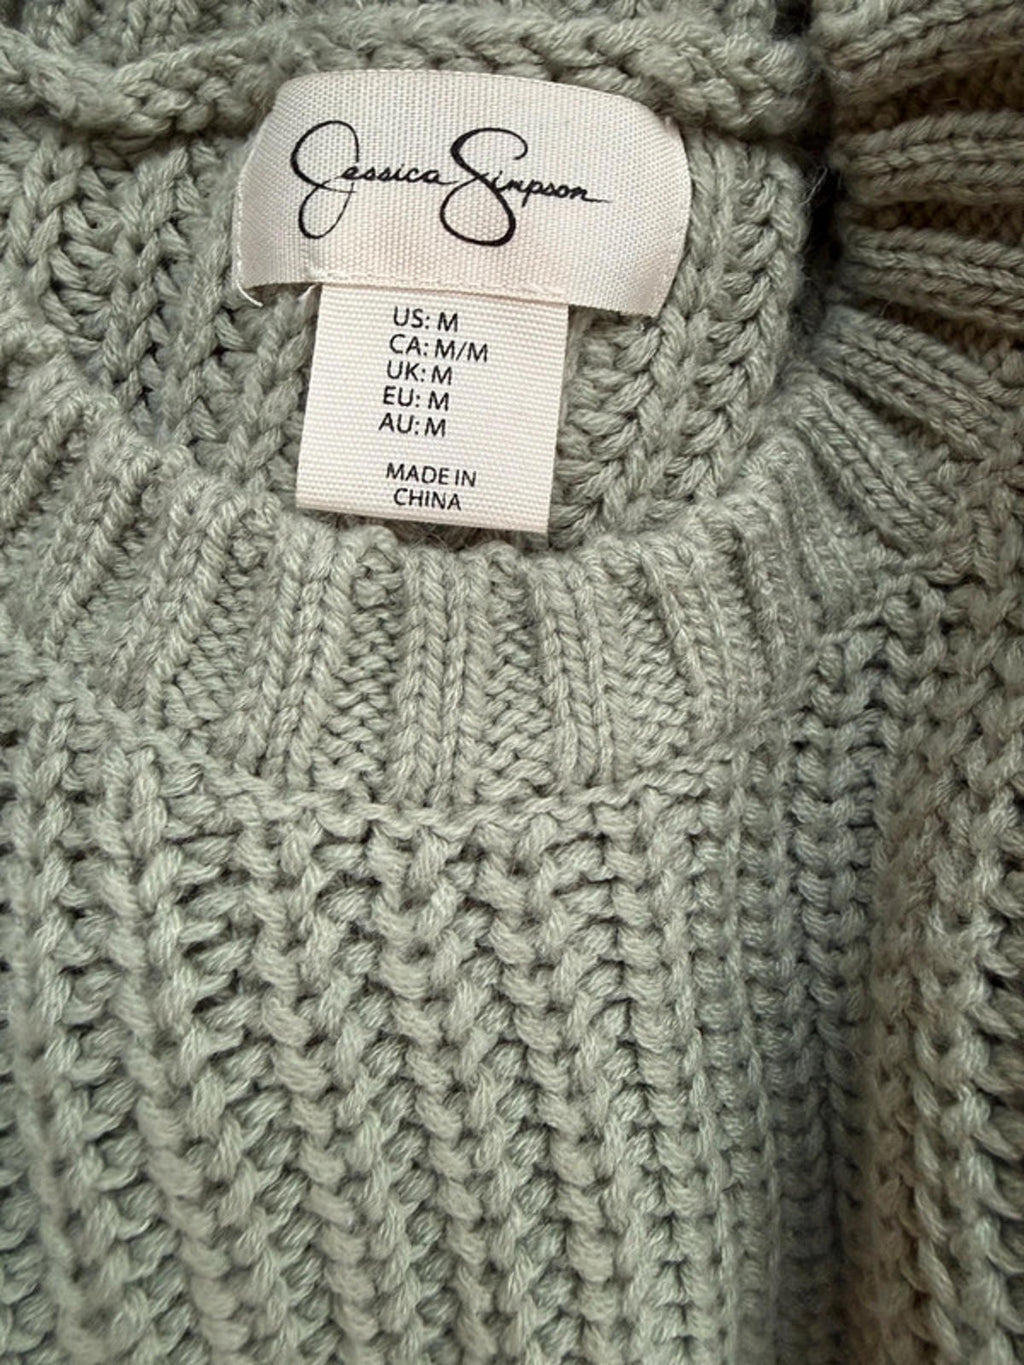 Jessica Simpson
US: M
CA: M/M
UK: M
EU: M
AU: M
MADE IN
CHINA